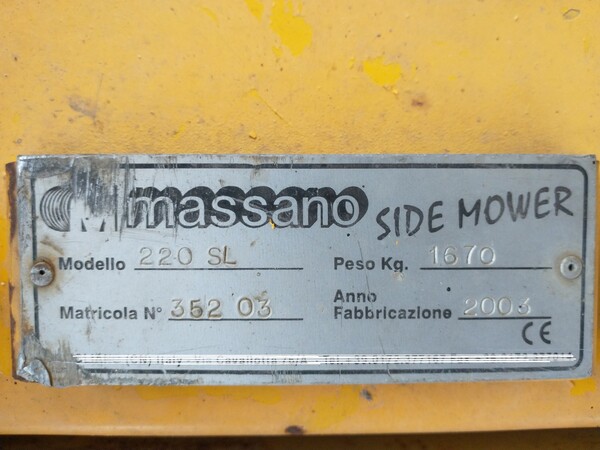 massano SIDE MOWER
Modello 220 SL Peso Kg. 1670
Matricola N° 352 03 Anno Fabbricazione 2003
CE